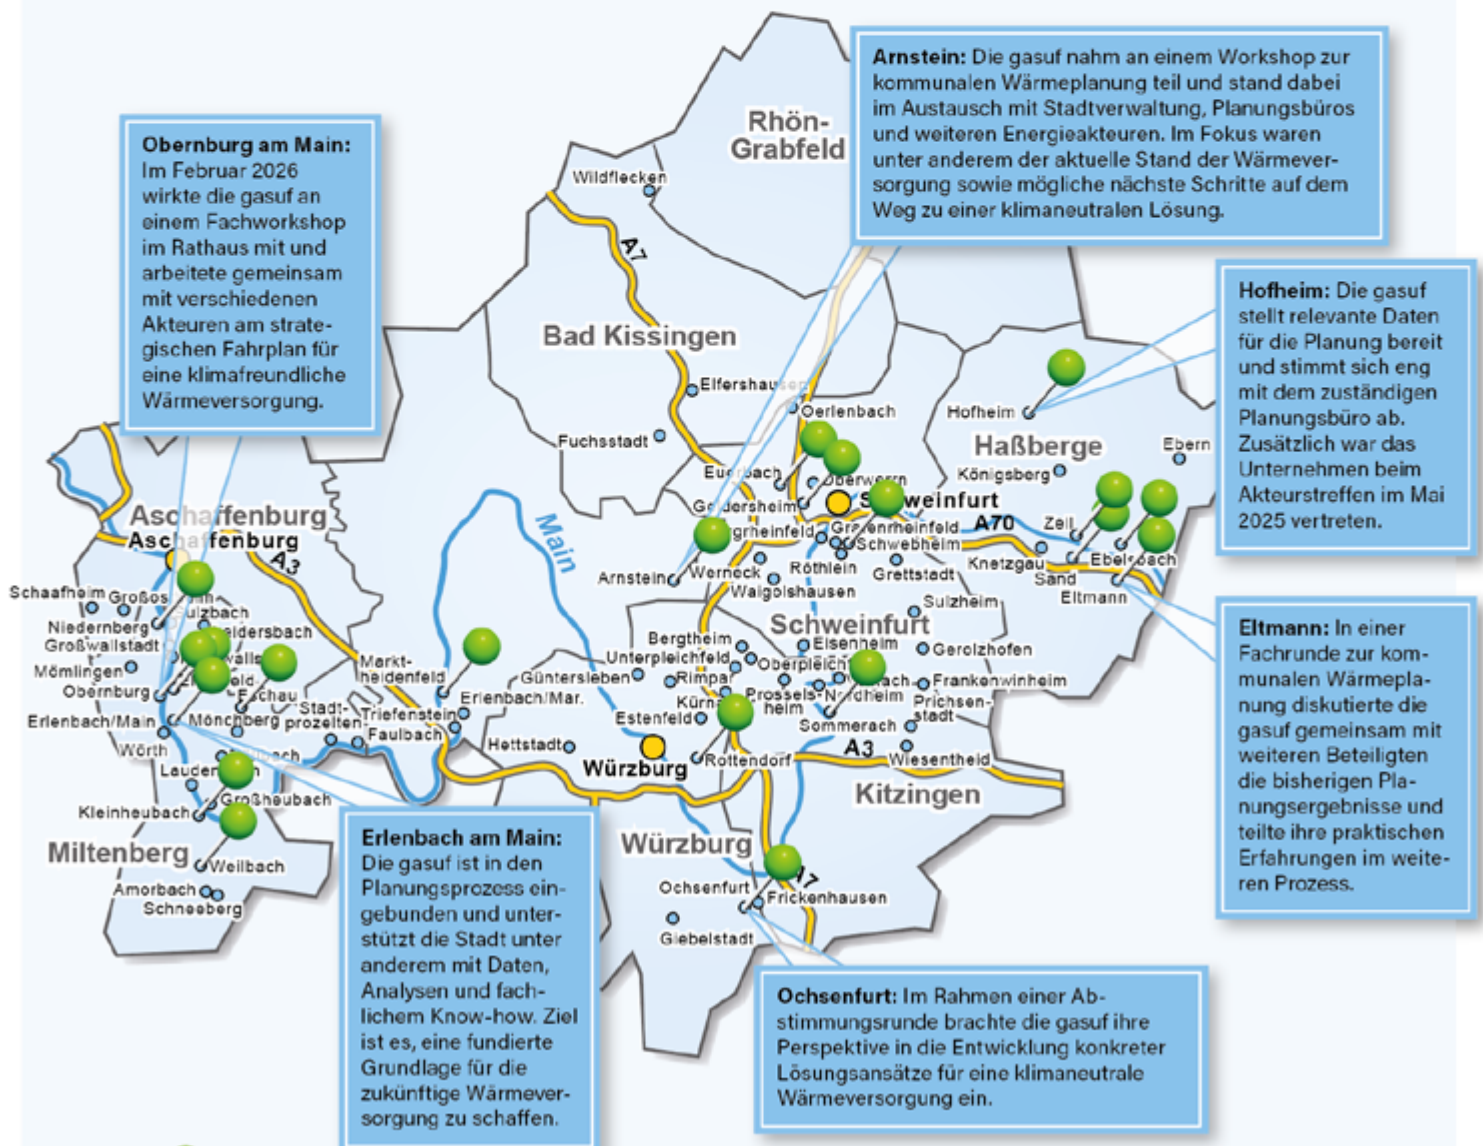 Arnstein: Die gasuf nahm an einem Workshop zur
kommunalen Wärmeplanung teil und stand dabei
im Austausch mit Stadtverwaltung, Planungsbüros
und weiteren Energieakteuren. Im Fokus waren
unter anderem der aktuelle Stand der Wärmever-
sorgung sowie mögliche nächste Schritte auf dem
Weg zu einer klimaneutralen Lösung.
Obernburg am Main:
Im Februar 2026
wirkte die gasuf an
einem Fachworkshop
im Rathaus mit und
arbeitete gemeinsam
mit verschiedenen
Akteuren am strate-
gischen Fahrplan für
eine klimafreundliche
Wärmeversorgung.
Hofheim: Die gasuf
stellt relevante Daten
für die Planung bereit
und stimmt sich eng
mit dem zuständigen
Planungsbüro ab.
Zusätzlich war das
Unternehmen beim
Akteurstreffen im Mai
2025 vertreten.
Eltmann: In einer
Fachrunde zur kom-
munalen Wärmepla-
nung diskutierte die
gasuf gemeinsam mit
weiteren Beteiligten
die bisherigen Pla-
nungsergebnisse und
teilte ihre praktischen
Erfahrungen im weite-
ren Prozess.
Erlenbach am Main:
Die gasuf ist in den
Planungsprozess ein-
gebunden und unter-
stützt die Stadt unter
anderem mit Daten,
Analysen und fach-
lichem Know-how. Ziel
ist es, eine fundierte
Grundlage für die
zukünftige Wärmever-
sorgung zu schaffen.
Ochsenfurt: Im Rahmen einer Ab-
stimmungsrunde brachte die gasuf ihre
Perspektive in die Entwicklung konkreter
Lösungsansätze für eine klimaneutrale
Wärmeversorgung ein.
Rhön-
Grabfeld
Wildflecken
A7
Bad Kissingen
Elfershausen
Oerlenbach
Fuchsstadt
Hofheim
Haßberge
Ebern
Königsberg
Euerbach
Oberwerrn
Geldersheim
Schweinfurt
Grafenrheinfeld
A70
Zeil
Schwebheim
Knetzgau
Ebelsbach
Sand
Eltmann
Röthlein
Grettstadt
Arnstein
Werneck
Waigolshausen
Sulzheim
Schweinfurt
Main
Aschaffenburg
Aschaffenburg
A3
Schaafheim
Sulzbach
Niedernberg
Großwallstadt
Mömlingen
Obernburg
Eschau
Erlenbach/Main
Mönchberg
Stadt-
prozelten
Wörth
Kleinheubach
Großheubach
Miltenberg
Weilbach
Amorbach
Schneeberg
Markt-
heidenfeld
Erlenbach/Mar.
Triefenstein
Faulbach
Bergtheim
Eisenheim
Gerolzhofen
Unterpleichfeld
Güntersleben
Rimpar
Prossels-
heim
Nordheim
Frankenwinheim
Estenfeld
Sommerach
Prichsen-
stadt
Hettstadt
Würzburg
Rottendorf
A3
Wiesentheid
Kitzingen
Würzburg
A7
Ochsenfurt
Frickenhausen
Giebelstadt